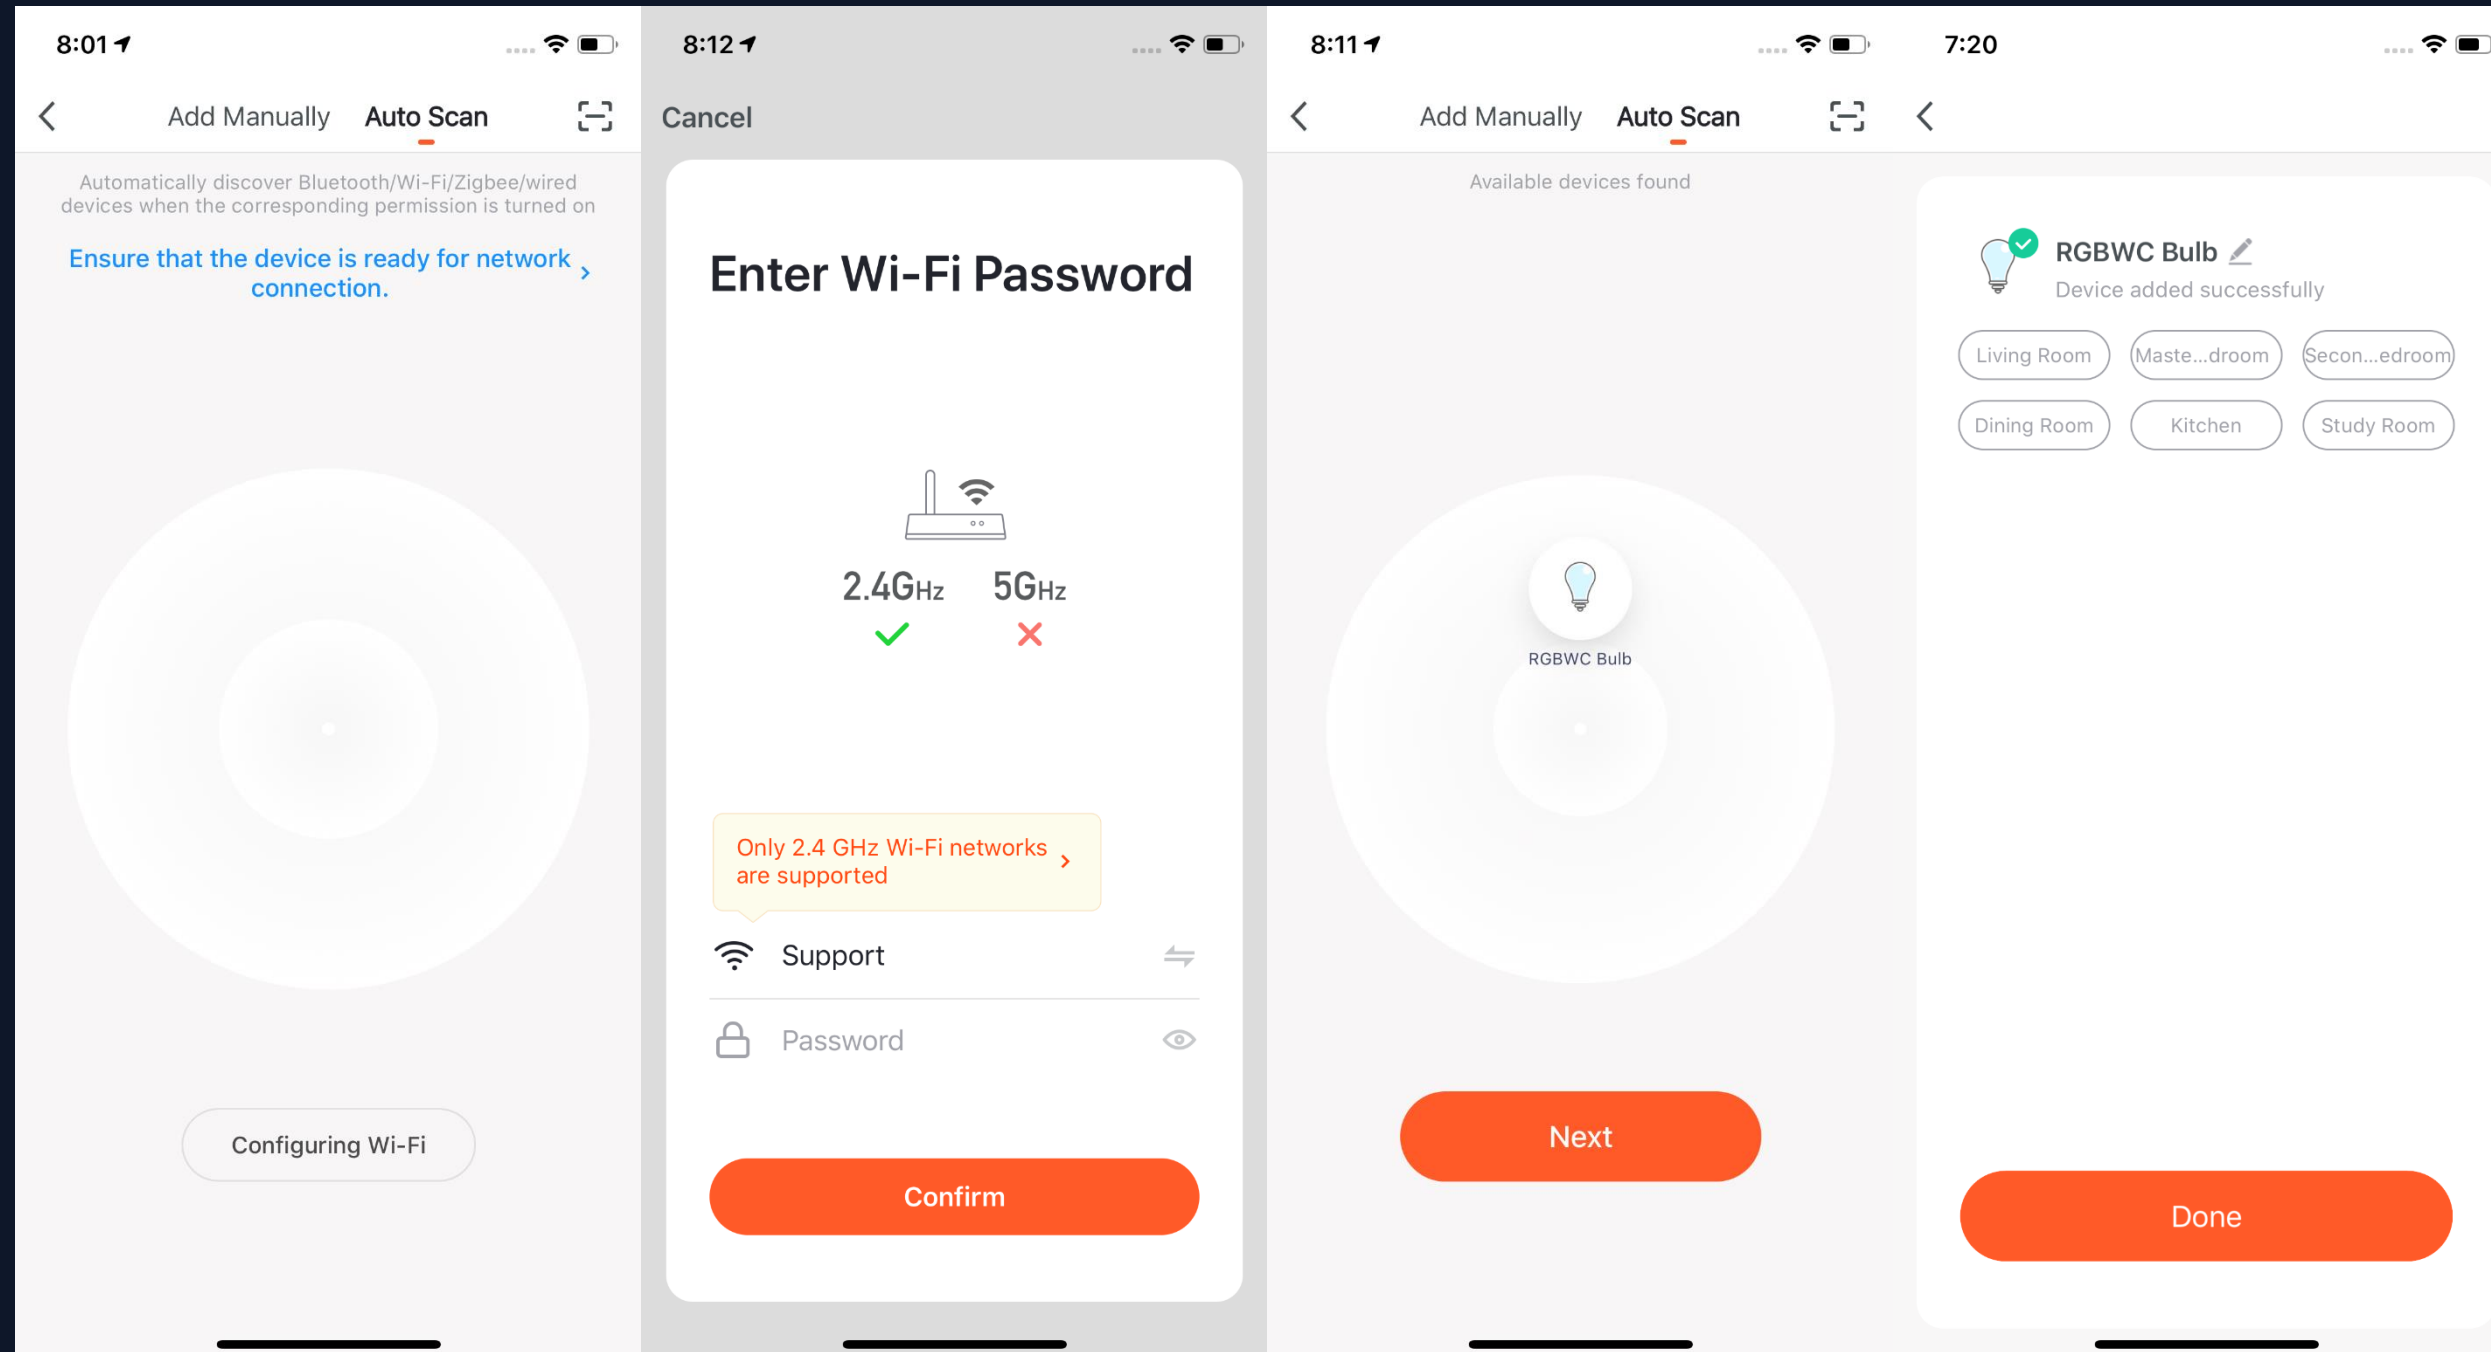 8:01
Add Manually Auto Scan
Automatically discover Bluetooth/Wi-Fi/Zigbee/wired
devices when the corresponding permission is turned on
Ensure that the device is ready for network
connection.
Configuring Wi-Fi
8:12
Cancel
Enter Wi-Fi Password
2.4GHz 5GHz
Only 2.4 GHz Wi-Fi networks
are supported
Support
Password
Confirm
8:11
Add Manually Auto Scan
Available devices found
RGBWC Bulb
Next
7:20
RGBWC Bulb
Device added successfully
Living Room Maste...droom Secon...edroom
Dining Room Kitchen Study Room
Done